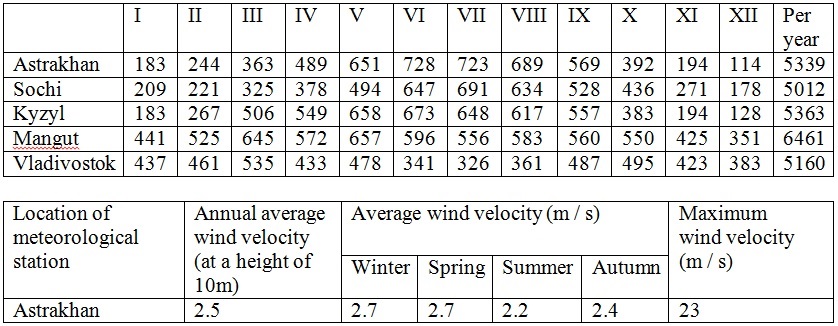 I II III IV V VI VII VIII IX X XI XII Per year
Astrakhan 183 244 363 489 651 728 723 689 569 392 194 114 5339
Sochi 209 221 325 378 494 647 691 634 528 436 271 178 5012
Kyzyl 183 267 506 549 658 673 648 617 557 383 194 128 5363
Mangut 441 525 645 572 657 596 556 583 560 550 425 351 6461
Vladivostok 437 461 535 433 478 341 326 361 487 495 423 383 5160
Location of
meteorological
station
Annual average
wind velocity
(at a height of
10m)
Average wind velocity (m / s)
Winter Spring Summer Autumn
Maximum
wind velocity
(m / s)
Astrakhan 2.5 2.7 2.7 2.2 2.4 23